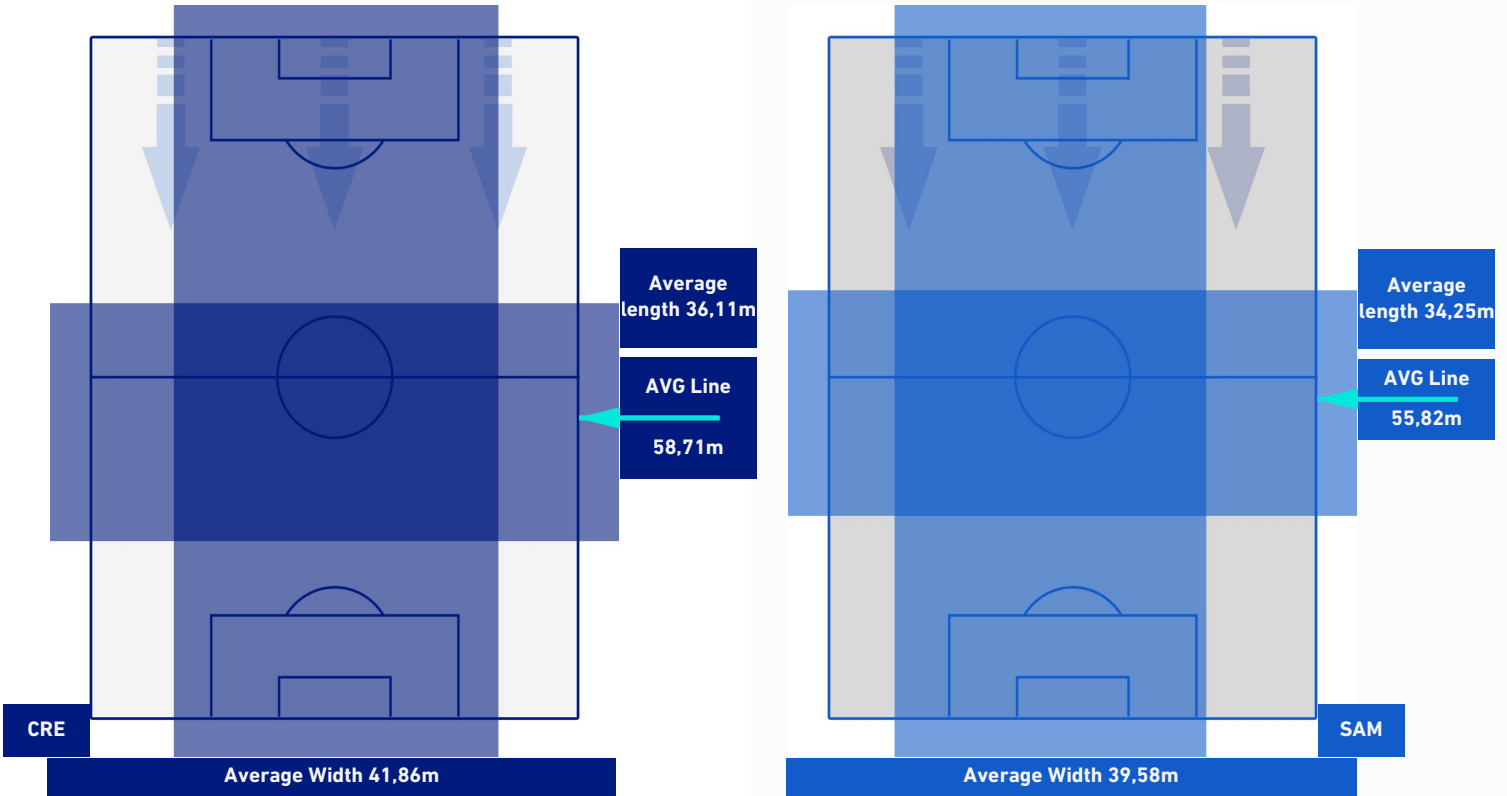 Average
length 36,11m
AVG Line
58,71m
CRE
Average Width 41,86m
Average
length 34,25m
AVG Line
55,82m
SAM
Average Width 39,58m